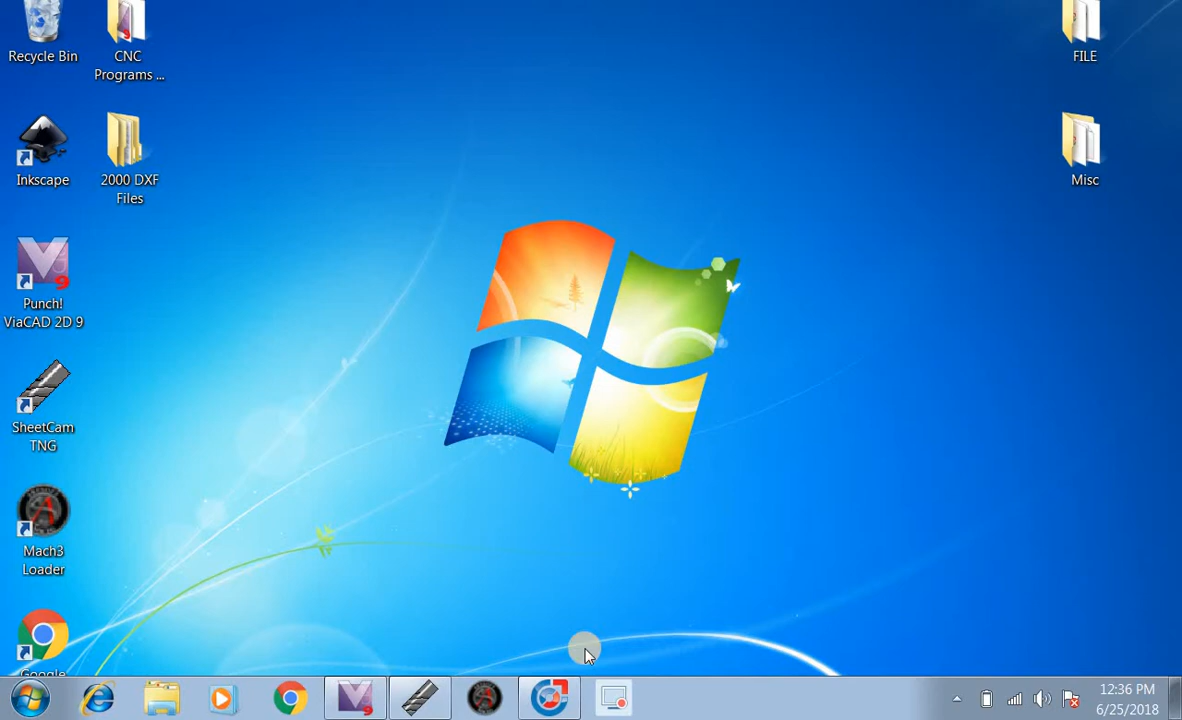 Recycle Bin
CNC
Programs ...
FILE
Inkscape
2000 DXF
Files
Misc
Punch!
ViaCAD 2D 9
SheetCam
TNG
Mach3
Loader
Google
12:36 PM
6/25/2018